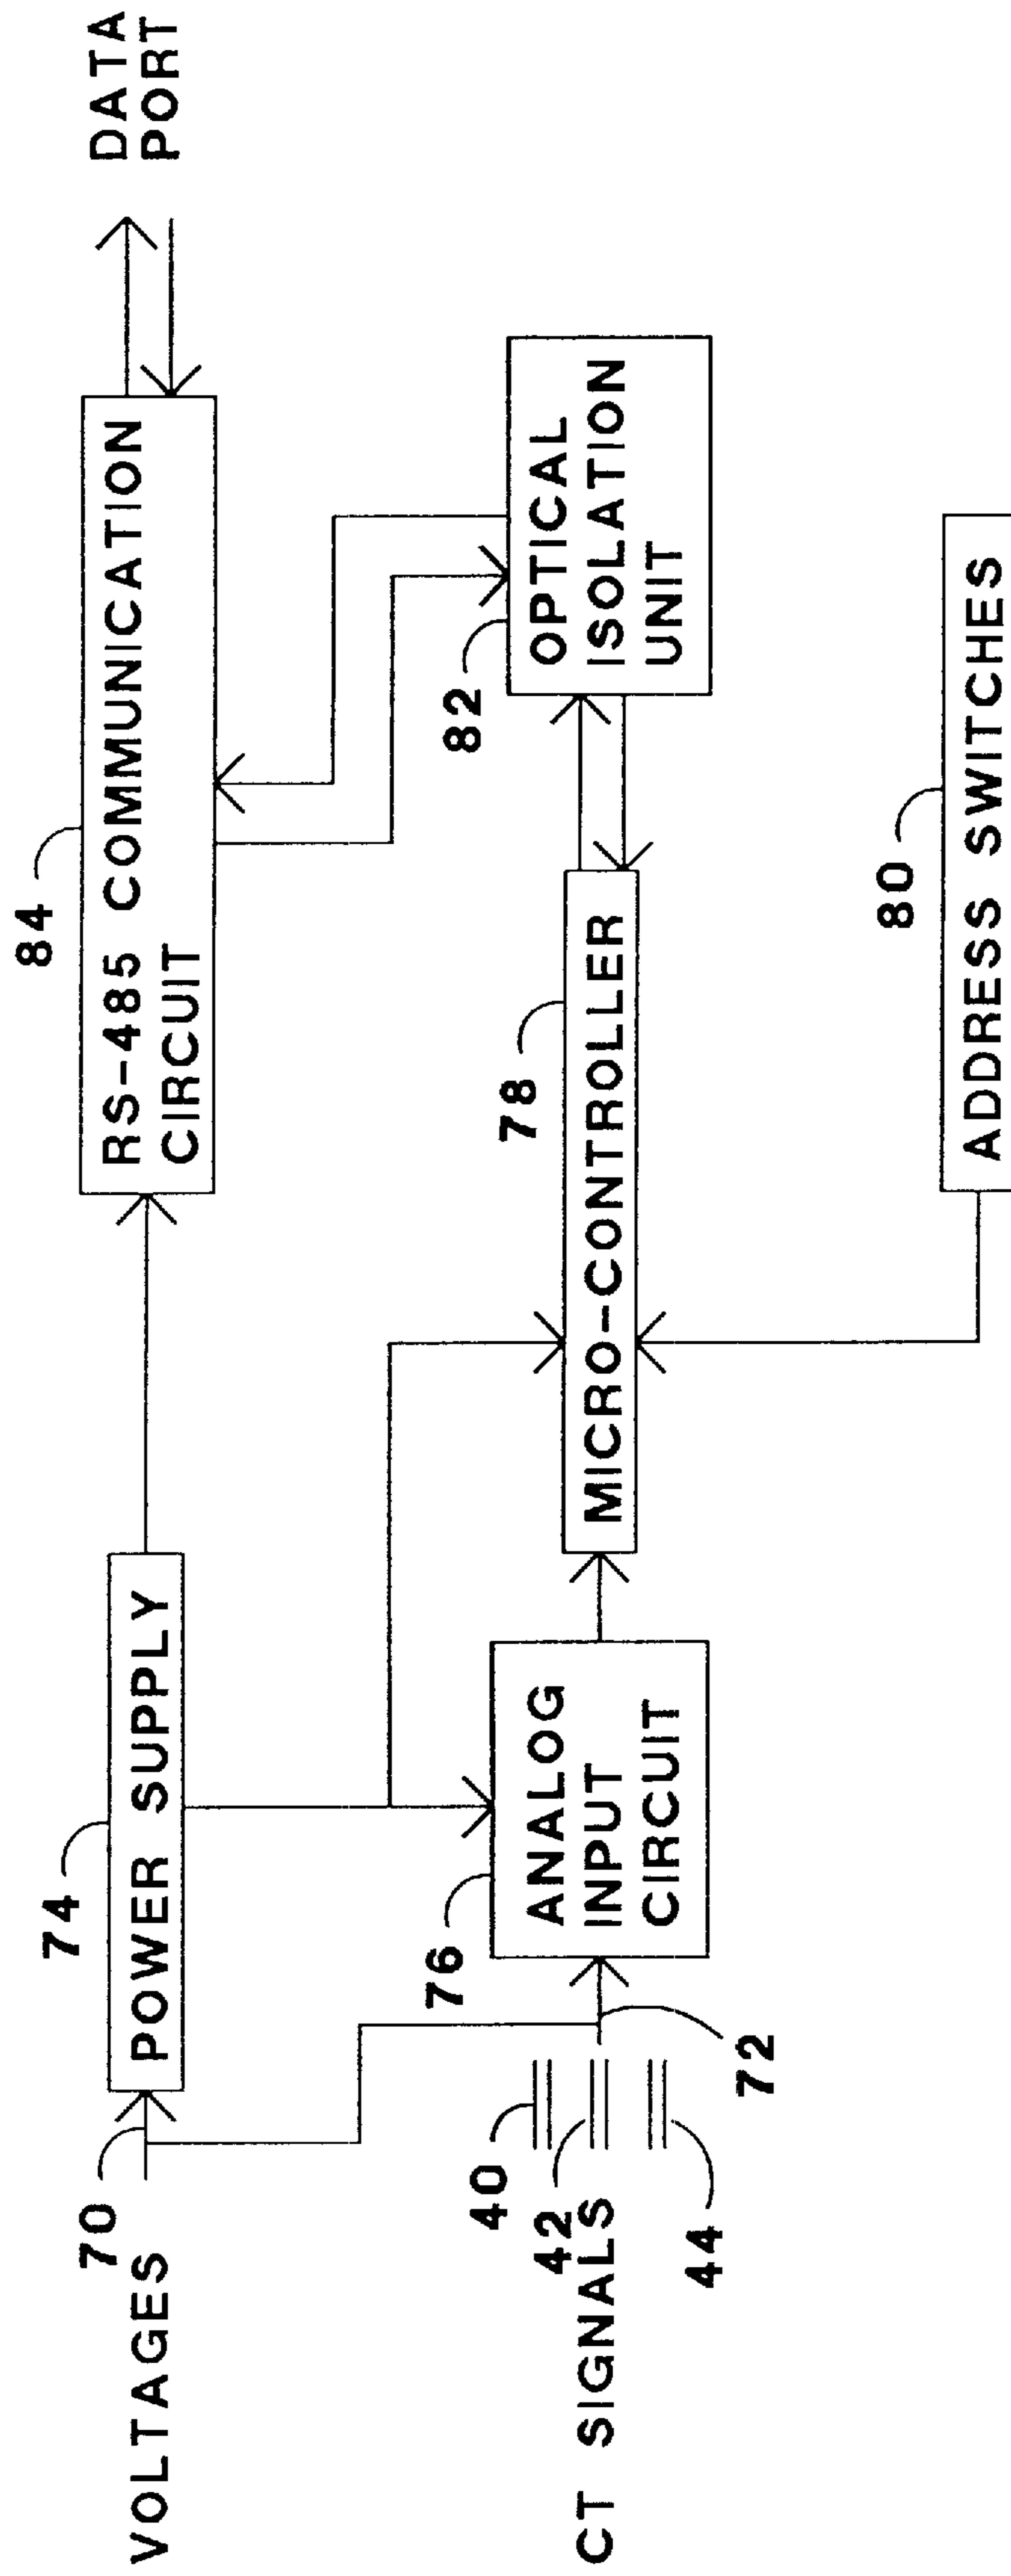 VOLTAGES
70
74
POWER SUPPLY
84
RS-485 COMMUNICATION
CIRCUIT
DATA
PORT
CT SIGNALS
40
42
44
72
76
ANALOG
INPUT
CIRCUIT
78
MICRO-CONTROLLER
82
OPTICAL
ISOLATION
UNIT
80
ADDRESS SWITCHES